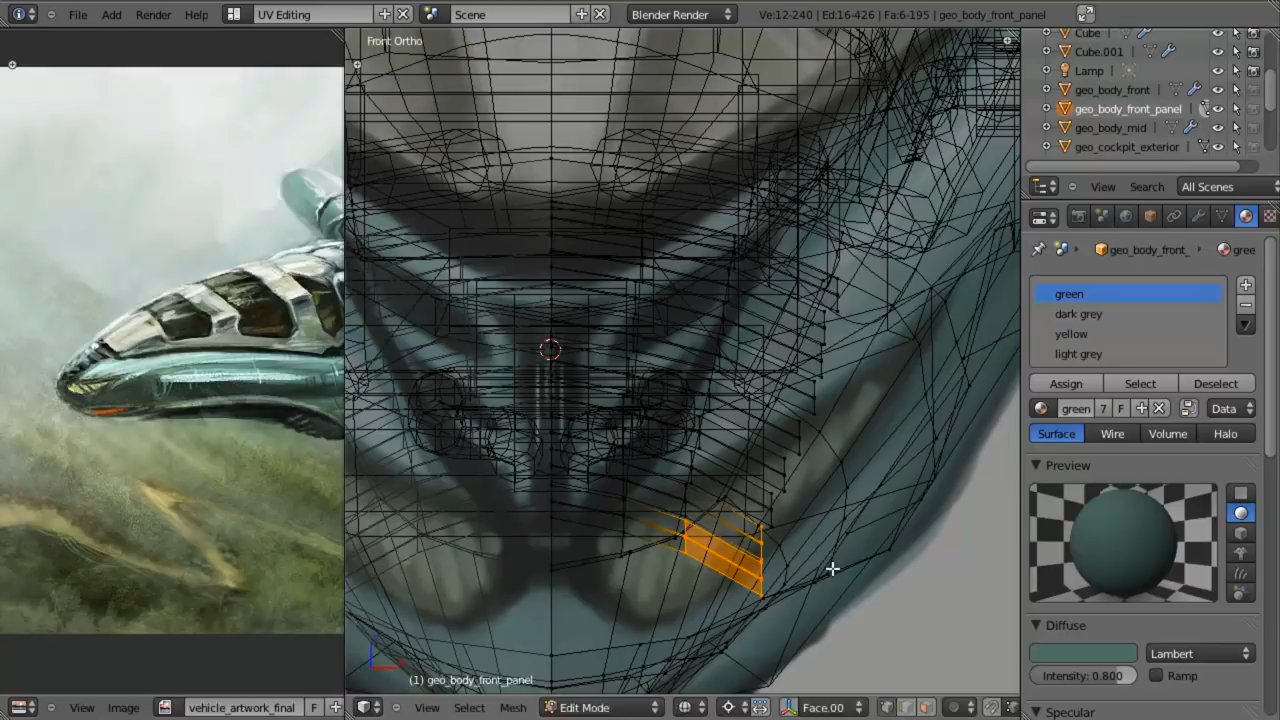 File Add Render Help UV Editing Scene Blender Render Ve:12-240 | Ed:16-426 | Fa:6-195 | geo_body_front_panel
Front Ortho
Cube
Cube.001
Lamp
geo_body_front
geo_body_front_panel
geo_body_mid
geo_cockpit_exterior
View Search All Scenes
geo_body_front_ gree
green
dark grey
yellow
light grey
Assign Select Deselect
green 7 F Data
Surface Wire Volume Halo
Preview
Diffuse
Lambert
Intensity: 0.800 Ramp
Specular
(1) geo_body_front_panel
View Image vehicle_artwork_final F View Select Mesh Edit Mode Face.00